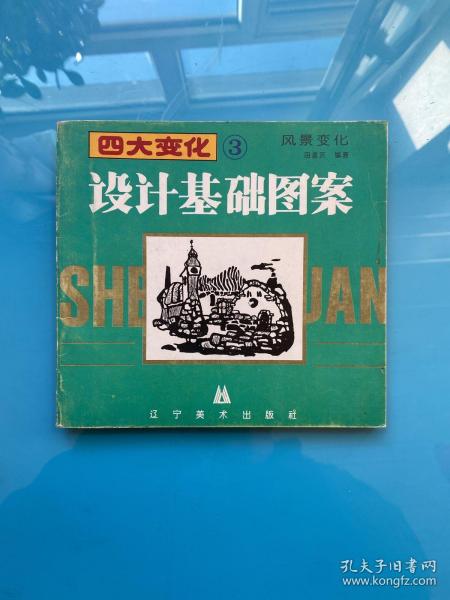 四大变化 ③ 风景变化
编著
设计基础图案
SHE UAN
辽宁美术出版社
孔夫子旧书网
www.kongfz.com